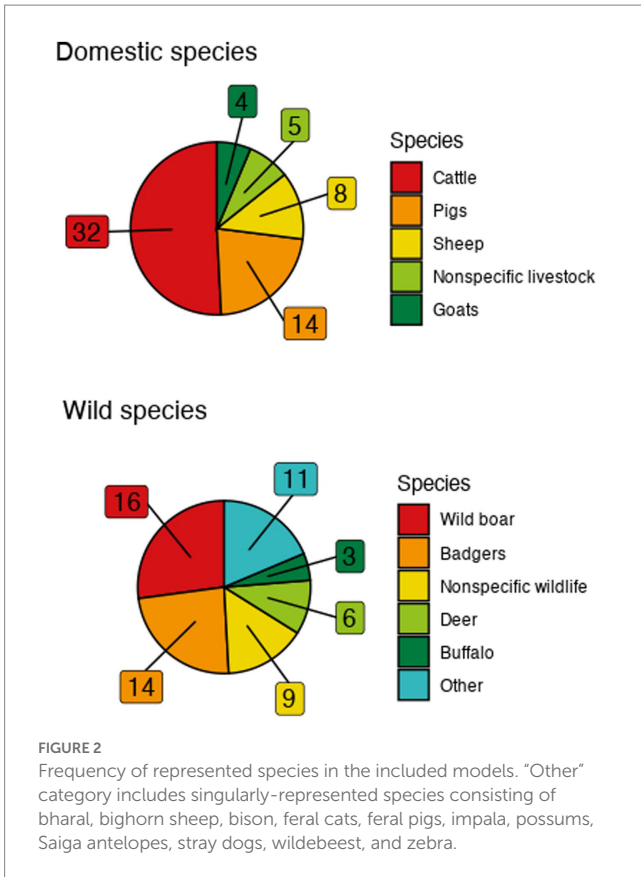 Domestic species
4
5
8
32
14
Species
Cattle
Pigs
Sheep
Nonspecific livestock
Goats
Wild species
11
16
3
6
14
9
Species
Wild boar
Badgers
Nonspecific wildlife
Deer
Buffalo
Other
FIGURE 2
Frequency of represented species in the included models. “Other”
category includes singularly-represented species consisting of
bharal, bighorn sheep, bison, feral cats, feral pigs, impala, possums,
Saiga antelopes, stray dogs, wildebeest, and zebra.